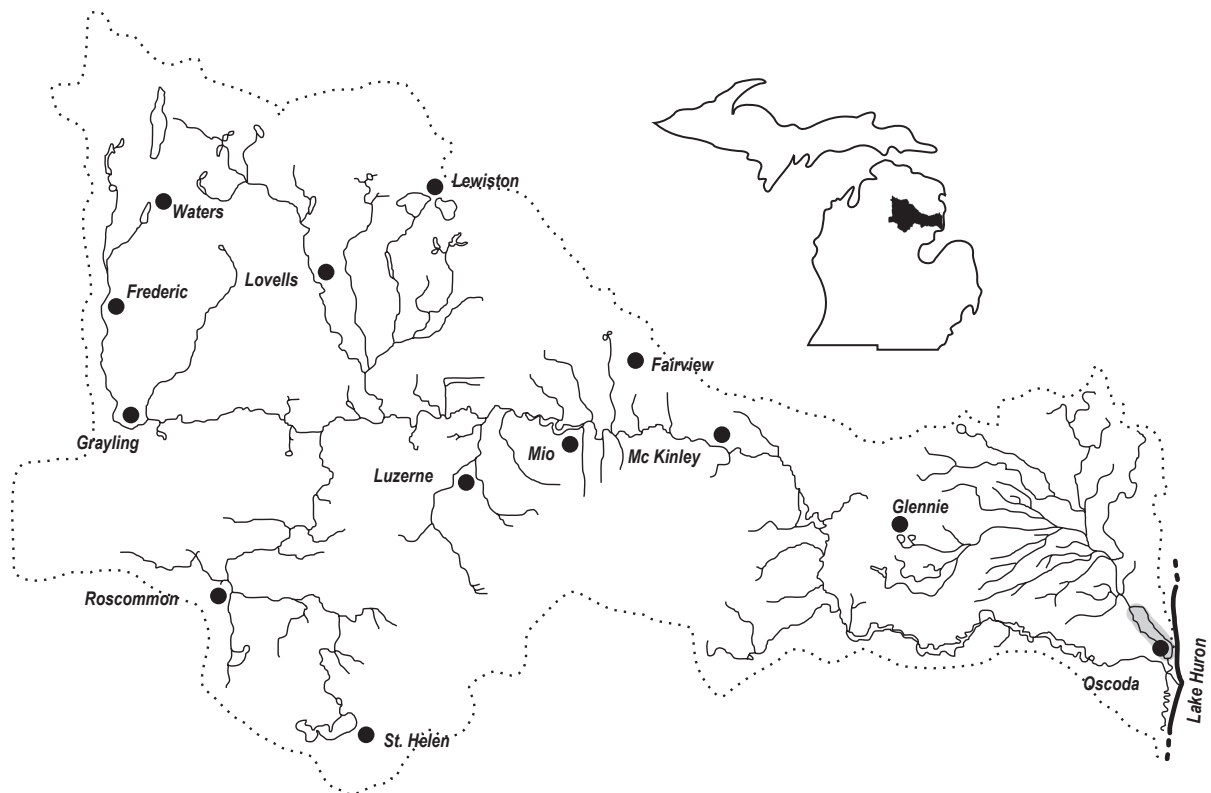 Lewiston
Waters
Lovells
Frederic
Fairview
Grayling
Mio
Mc Kinley
Luzerne
Glennie
Roscommon
Oscoda
Lake Huron
St. Helen